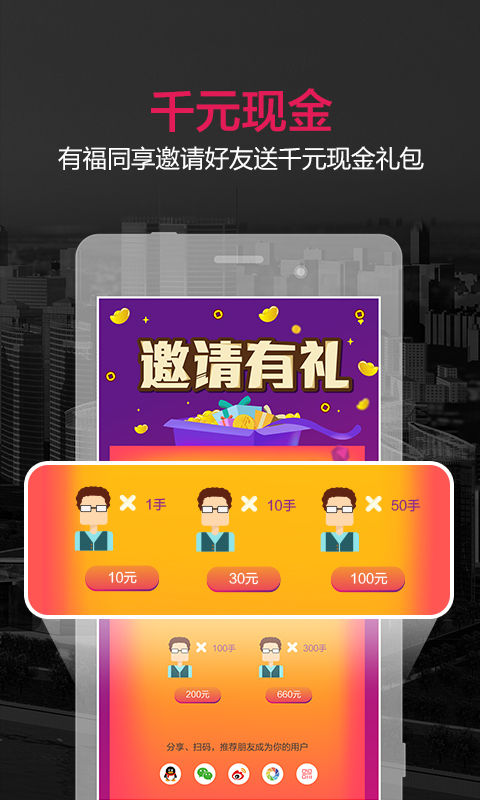 千元现金
有福同享邀请好友送千元现金礼包
邀请有礼
1手 10手 50手
10元 30元 100元
100手 300手
200元 660元
分享、扫码，推荐朋友成为你的用户